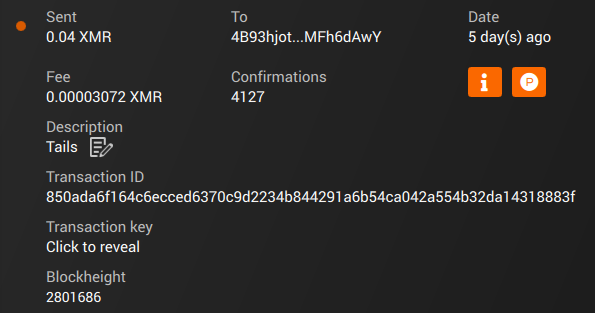 Sent
To
Date
0.04 XMR
4B93hjot...MFh6dAwY
5 day(s) ago
Fee
Confirmations
0.00003072 XMR
4127
Description
Tails
Transaction ID
850ada6f164c6ecced6370c9d2234b844291a6b54ca042a554b32da14318883f
Transaction key
Click to reveal
Blockheight
2801686